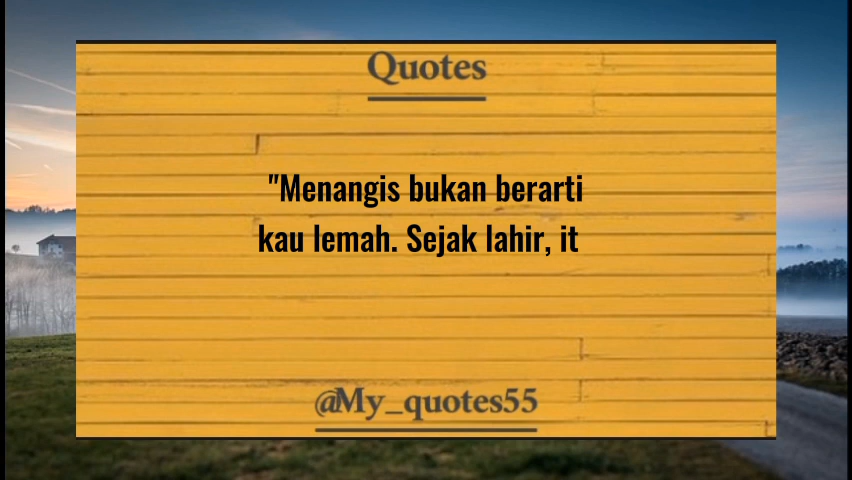 Quotes
"Menangis bukan berarti
kau lemah. Sejak lahir, it
@My_quotes55